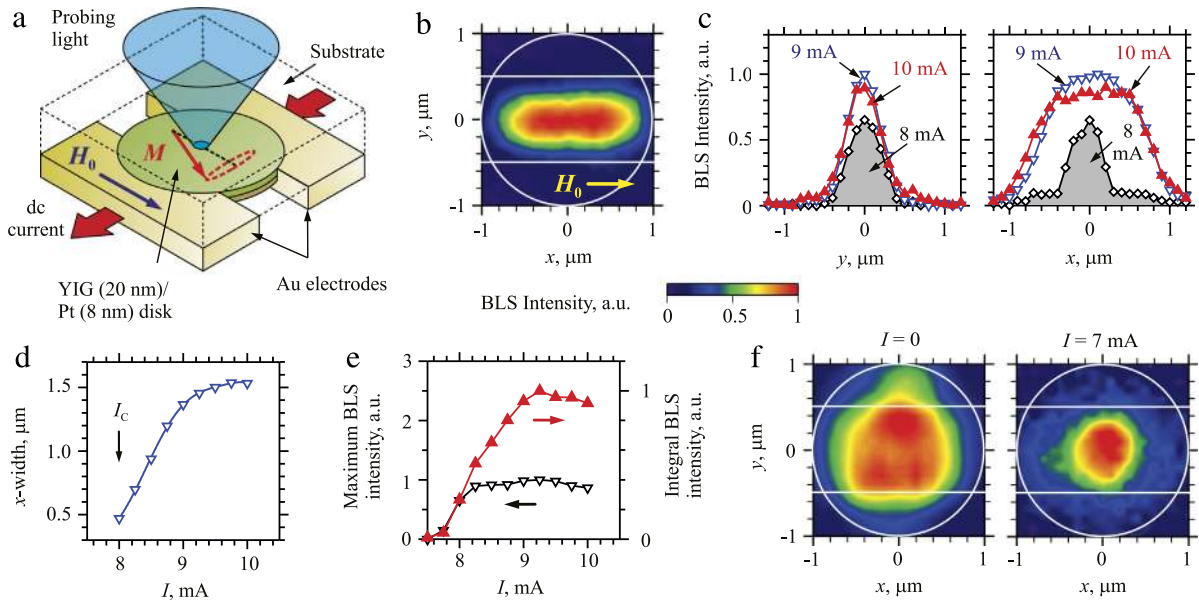 a
Probing
light
Substrate
H₀
M
dc
current
YIG (20 nm)/
Pt (8 nm) disk
Au electrodes
b
1
0
-1
y, μm
H₀
-1 0 1
x, μm
c
BLS Intensity, a.u.
1.0
0.5
0
9 mA
10 mA
8
mA
-1 0 1
y, μm
9 mA
10 mA
8
mA
-1 0 1
x, μm
BLS Intensity, a.u.
0 0.5 1
d
x-width, μm
1.5
1.0
0.5
I_C
8 9 10
I, mA
e
Maximum BLS
intensity, a.u.
3
2
1
0
1
0
Integral BLS
intensity, a.u.
8 9 10
I, mA
f
I = 0
I = 7 mA
y, μm
1
0
-1
-1 0 1
x, μm
1
0
-1
-1 0 1
x, μm